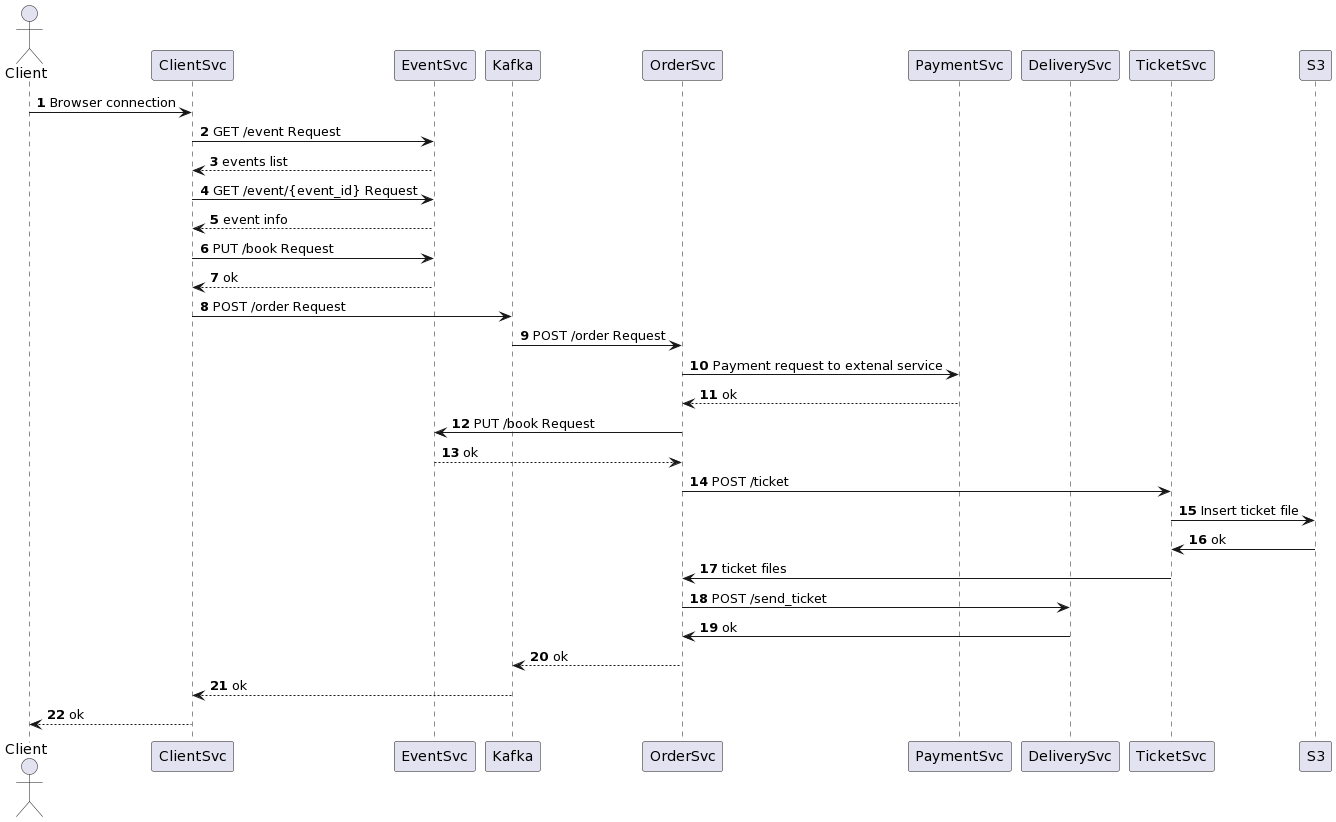 Client
ClientSvc
EventSvc
Kafka
OrderSvc
PaymentSvc
DeliverySvc
TicketSvc
S3
1 Browser connection
2 GET /event Request
3 events list
4 GET /event/{event_id} Request
5 event info
6 PUT /book Request
7 ok
8 POST /order Request
9 POST /order Request
10 Payment request to extenal service
11 ok
12 PUT /book Request
13 ok
14 POST /ticket
15 Insert ticket file
16 ok
17 ticket files
18 POST /send_ticket
19 ok
20 ok
21 ok
22 ok
Client
ClientSvc
EventSvc
Kafka
OrderSvc
PaymentSvc
DeliverySvc
TicketSvc
S3